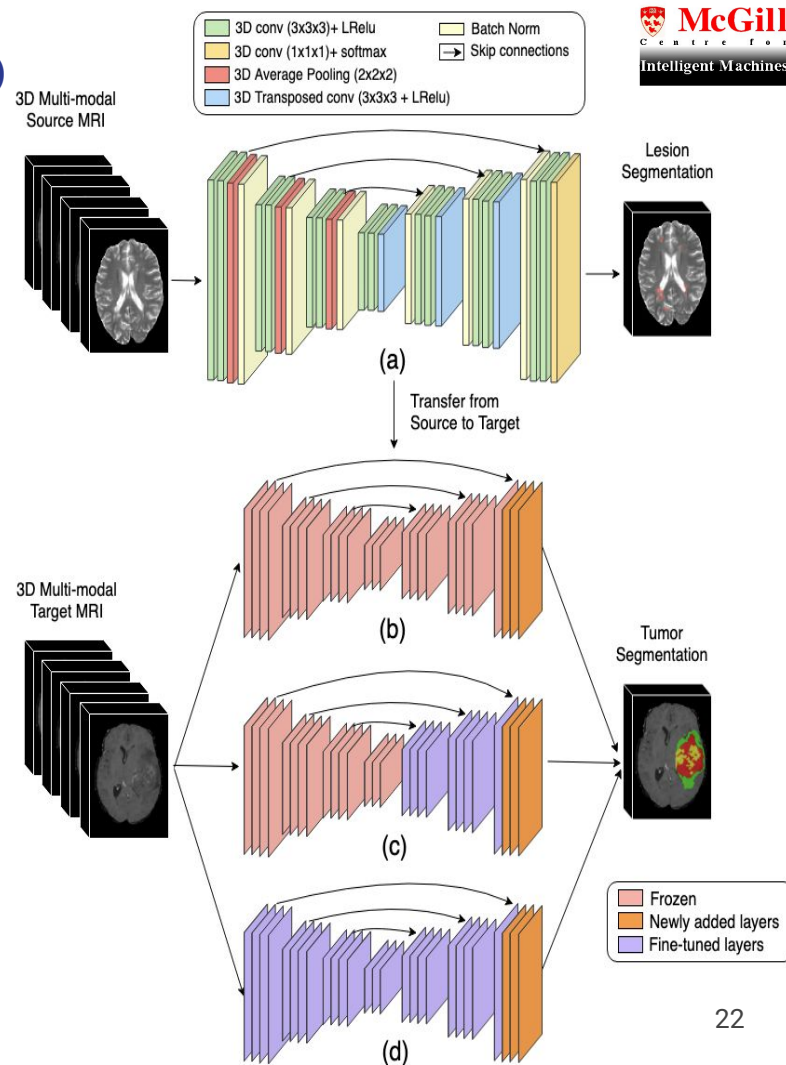 3D conv (3x3x3)+ LRelu
3D conv (1x1x1)+ softmax
3D Average Pooling (2x2x2)
3D Transposed conv (3x3x3 + LRelu)
Batch Norm
Skip connections
McGill
Centre for
Intelligent Machines
3D Multi-modal
Source MRI
Lesion
Segmentation
(a)
Transfer from
Source to Target
3D Multi-modal
Target MRI
(b)
Tumor
Segmentation
(c)
Frozen
Newly added layers
Fine-tuned layers
(d)
22